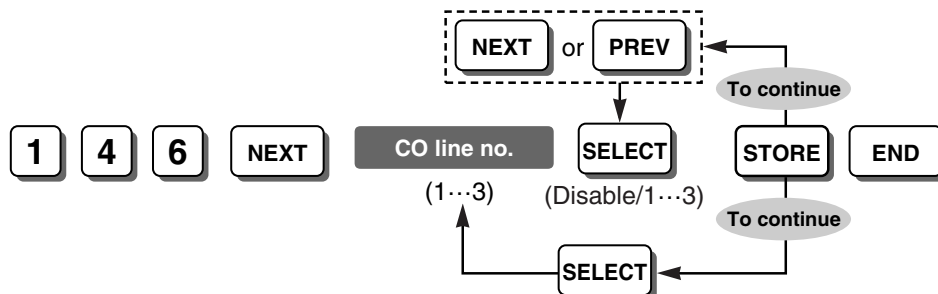 NEXT or PREV
To continue
1 4 6 NEXT CO line no. SELECT STORE END
(1···3) (Disable/1···3)
To continue
SELECT